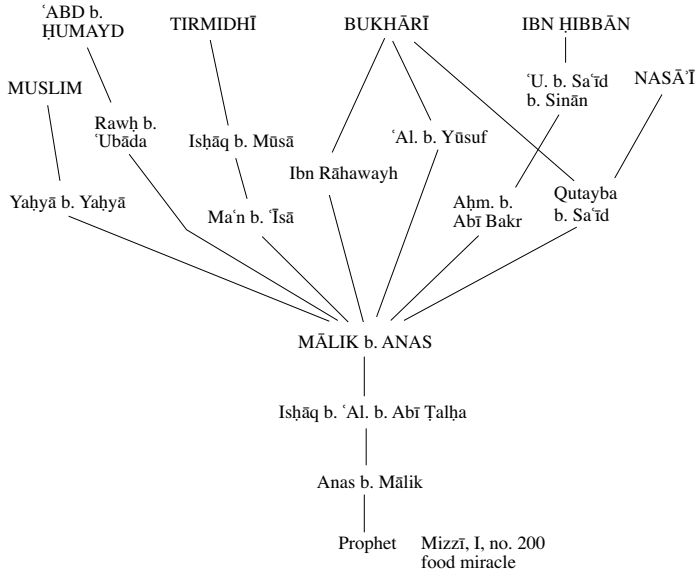 ʿABD b.
ḤUMAYD
TIRMIDHĪ
BUKHĀRĪ
IBN ḤIBBĀN
MUSLIM
ʿU. b. Saʿīd
b. Sinān
NASĀʾĪ
Rawḥ b.
ʿUbāda
Isḥāq b. Mūsā
ʿAl. b. Yūsuf
Ibn Rāhawayh
Yaḥyā b. Yaḥyā
Maʿn b. ʿĪsā
Aḥm. b.
Abī Bakr
Qutayba
b. Saʿīd
MĀLIK b. ANAS
Isḥāq b. ʿAl. b. Abī Ṭalḥa
Anas b. Mālik
Prophet
Mizzī, I, no. 200
food miracle